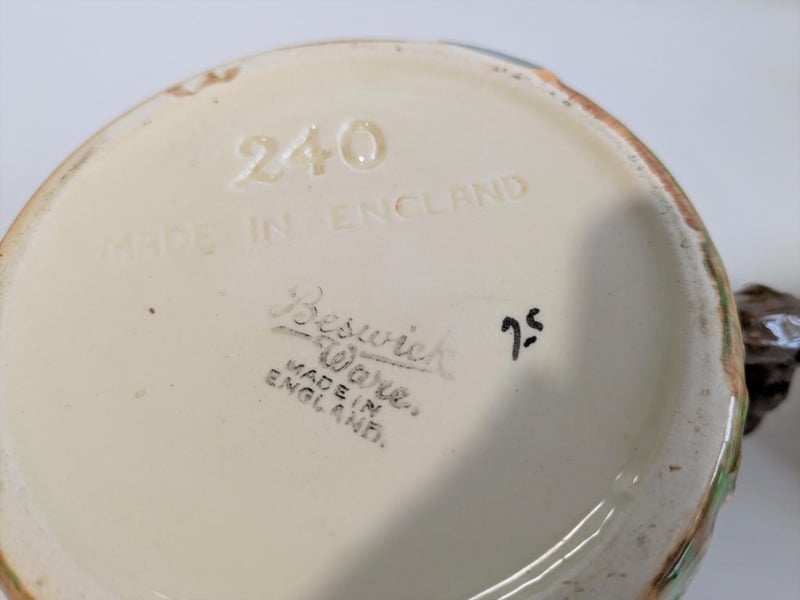 240
MADE IN ENGLAND
Beswick
Ware.
MADE IN
ENGLAND.